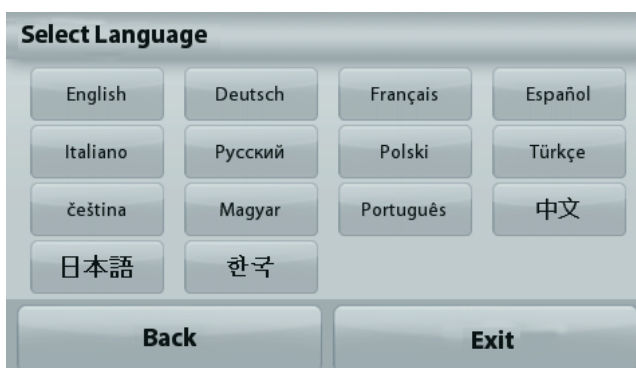 Select Language
English Deutsch Français Español
Italiano Русский Polski Türkçe
čeština Magyar Português 中文
日本語 한국
Back Exit